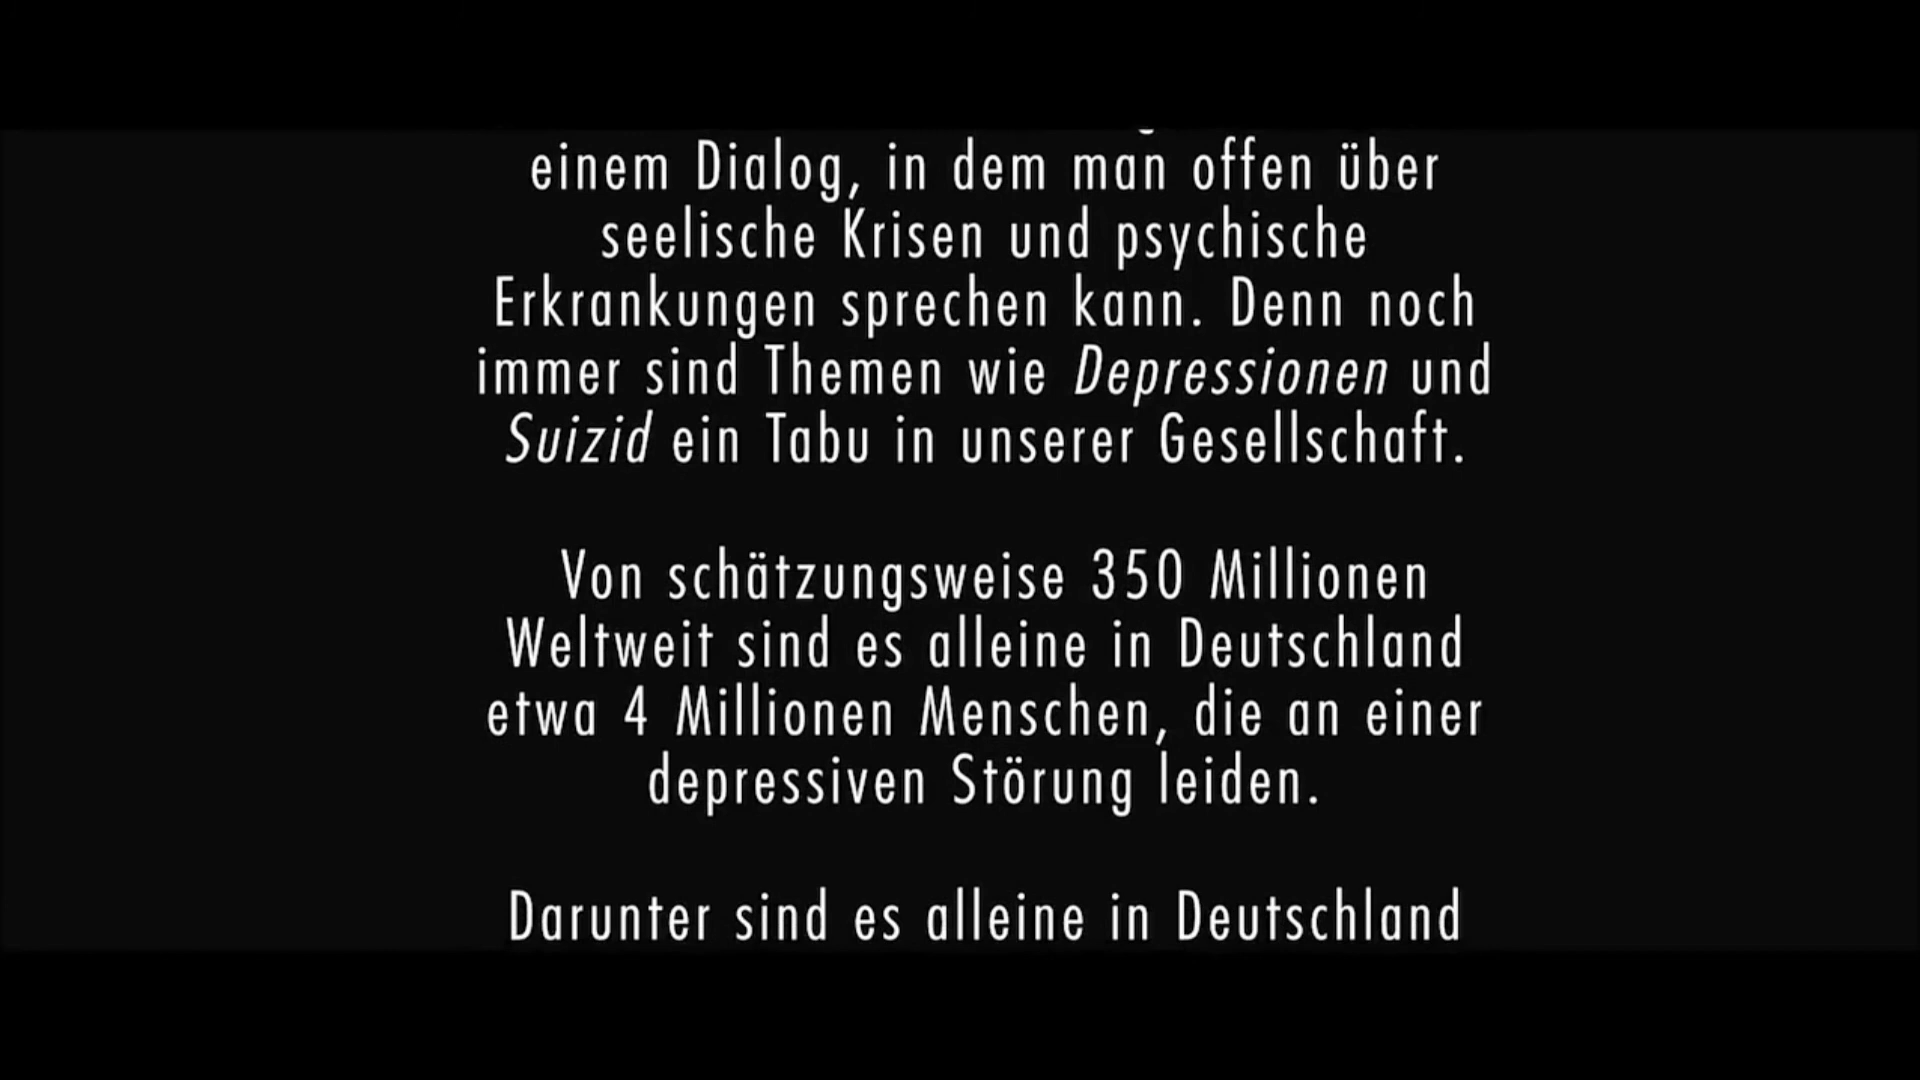 einem Dialog, in dem man offen über
seelische Krisen und psychische
Erkrankungen sprechen kann. Denn noch
immer sind Themen wie Depressionen und
Suizid ein Tabu in unserer Gesellschaft.
Von schätzungsweise 350 Millionen
Weltweit sind es alleine in Deutschland
etwa 4 Millionen Menschen, die an einer
depressiven Störung leiden.
Darunter sind es alleine in Deutschland